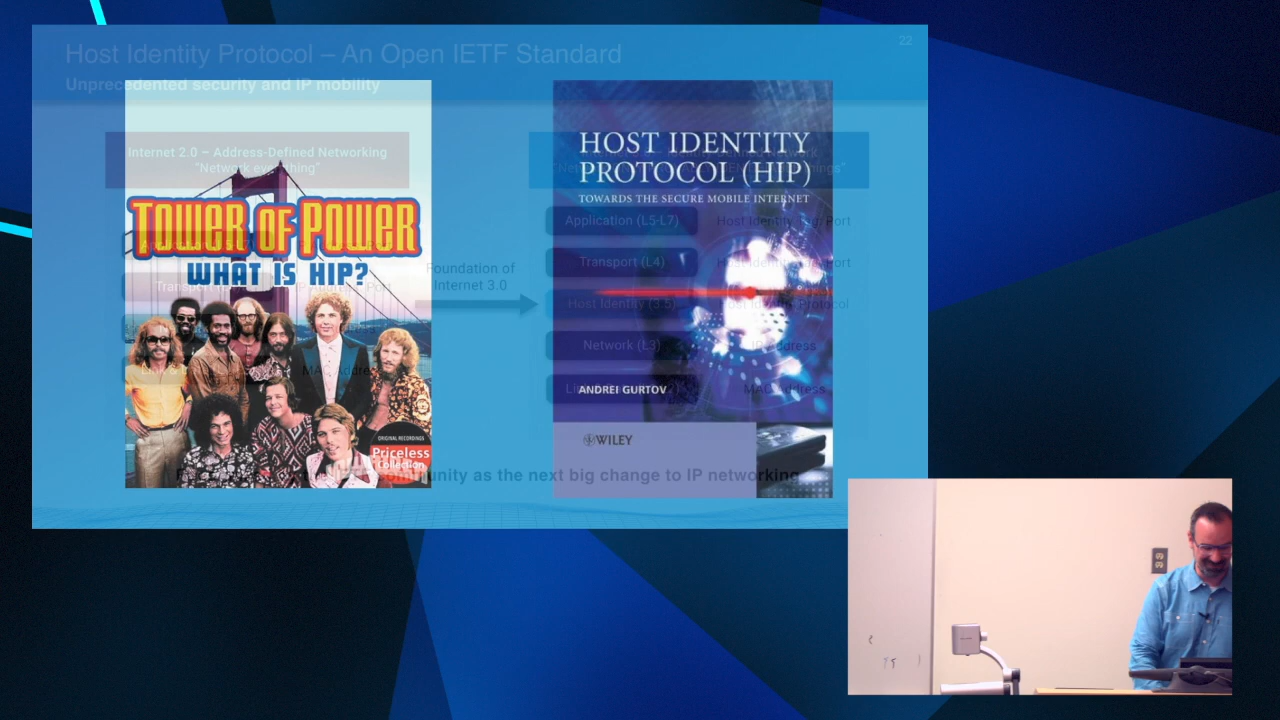 Host Identity Protocol – An Open IETF Standard
22
Unprecedented security and IP mobility
Internet 2.0 – Address-Defined Networking
"Network everything"
TOWER OF POWER
WHAT IS HIP?
ORIGINAL RECORDINGS
Priceless
Collection
Foundation of
Internet 3.0
HOST IDENTITY
PROTOCOL (HIP)
TOWARDS THE SECURE MOBILE INTERNET
Application (L5-L7)
Transport (L4)
Host Identity (3.5)
Network (L3)
IP Address
MAC Address
ANDREI GURTOV
WILEY
community as the next big change to IP networking